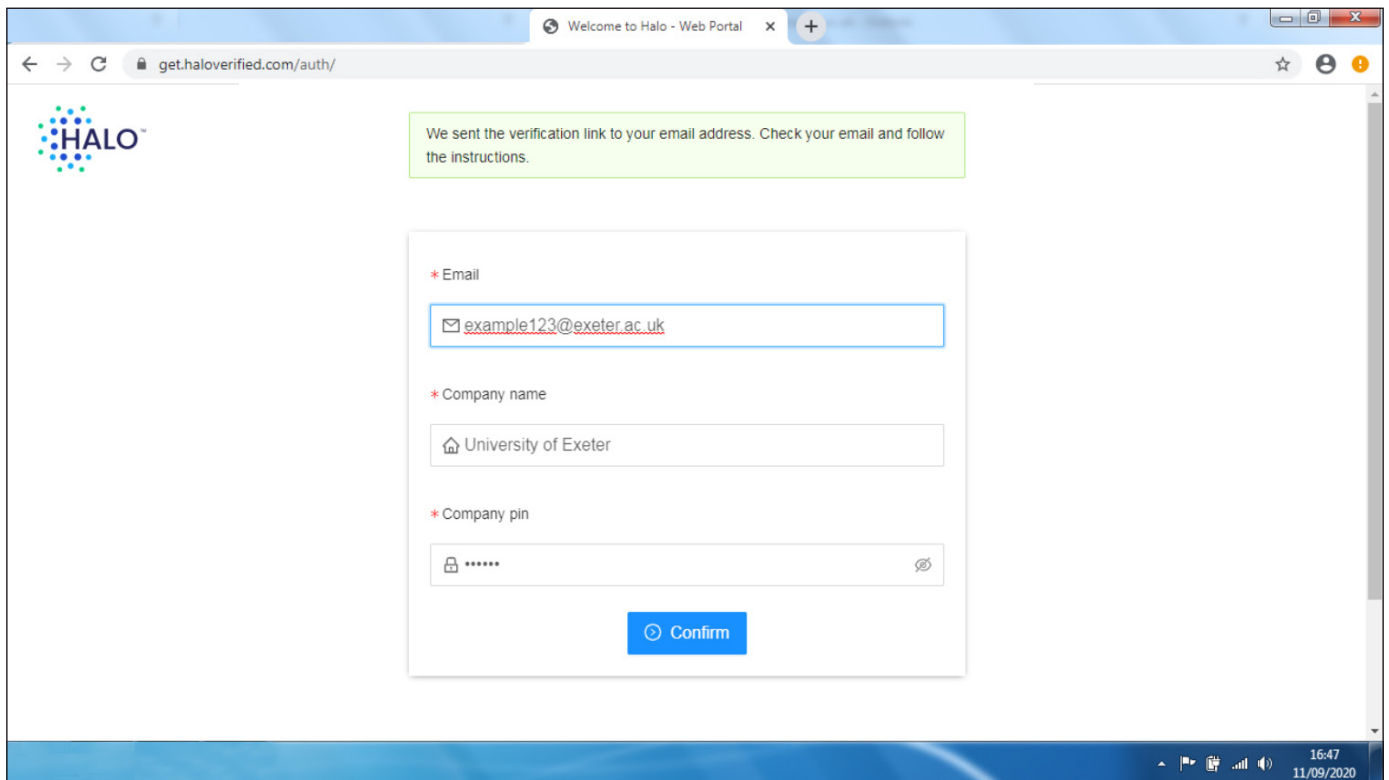 Welcome to Halo - Web Portal
get.haloverified.com/auth/
HALO™
We sent the verification link to your email address. Check your email and follow
the instructions.
* Email
example123@exeter.ac.uk
* Company name
University of Exeter
* Company pin
••••••
Confirm
16:47
11/09/2020